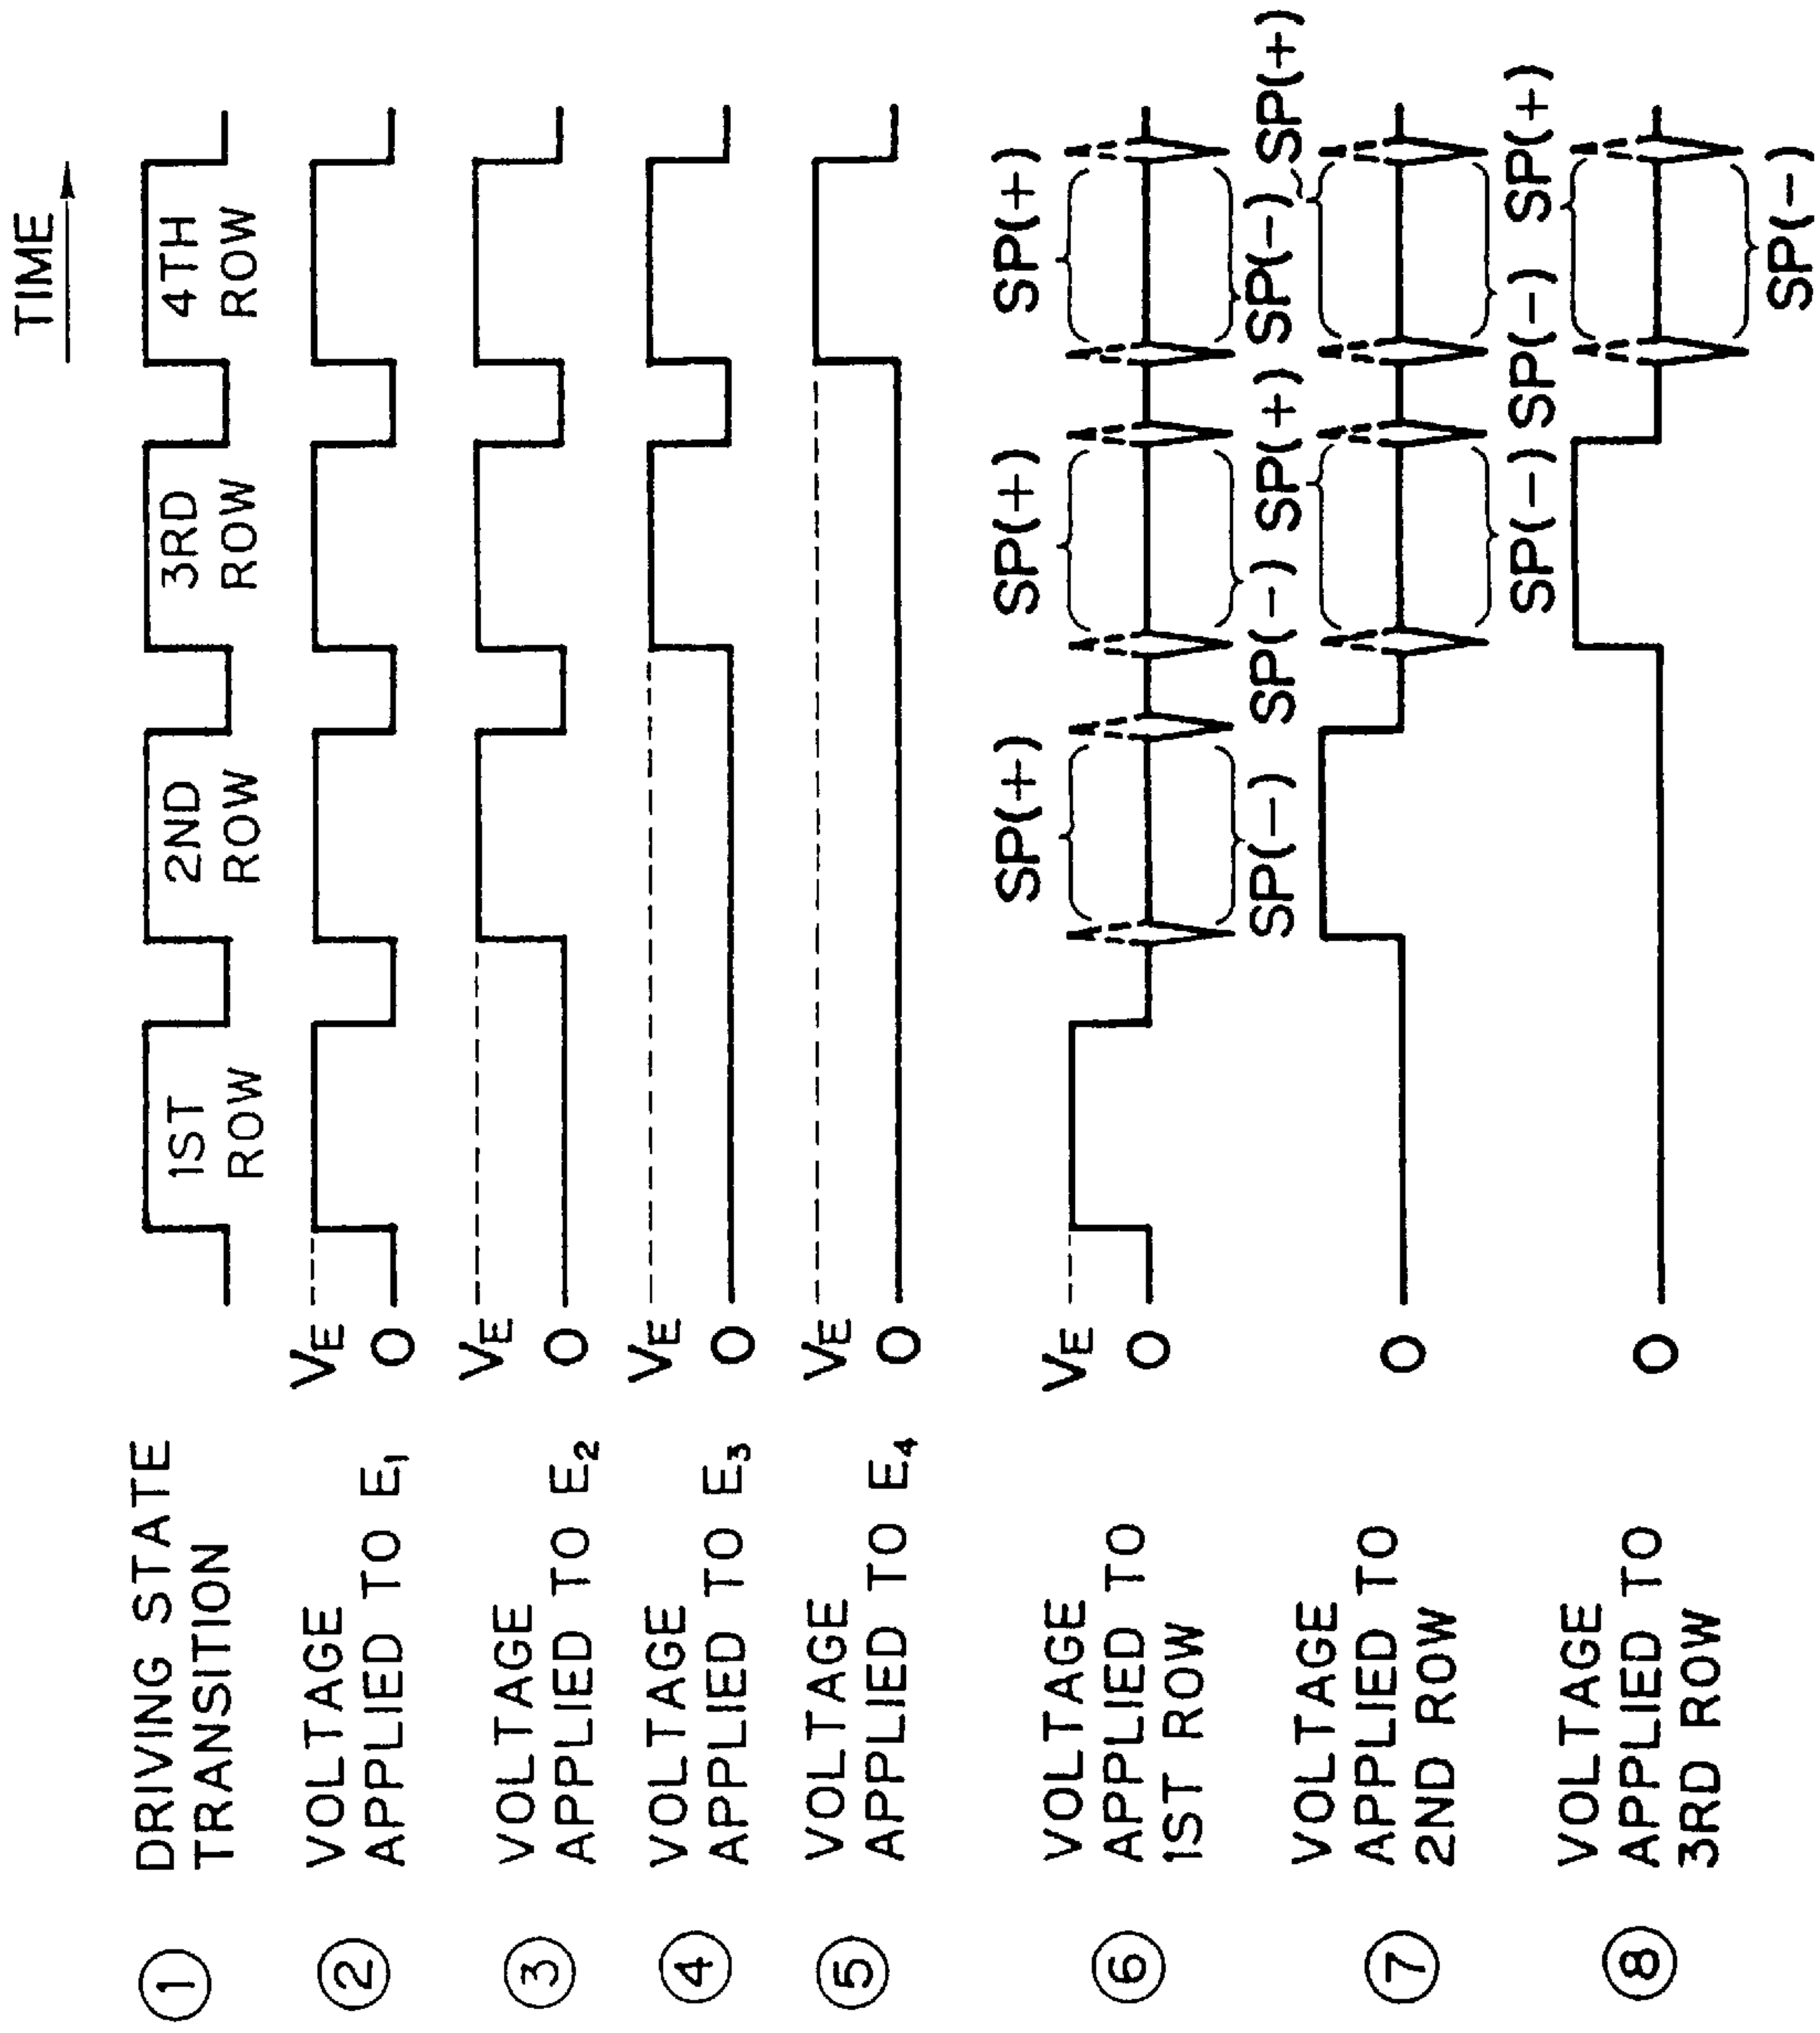 TIME
① DRIVING STATE
TRANSITION
1ST
ROW
2ND
ROW
3RD
ROW
4TH
ROW
② VOLTAGE
APPLIED TO E₁
VE
0
③ VOLTAGE
APPLIED TO E₂
VE
0
④ VOLTAGE
APPLIED TO E₃
VE
0
⑤ VOLTAGE
APPLIED TO E₄
VE
0
⑥ VOLTAGE
APPLIED TO
1ST ROW
VE
0
SP(+)
SP(+)
SP(+)
SP(-)
SP(-)
SP(-)
⑦ VOLTAGE
APPLIED TO
2ND ROW
0
SP(+)
SP(+)
SP(-)
SP(-)
⑧ VOLTAGE
APPLIED TO
3RD ROW
0
SP(+)
SP(-)